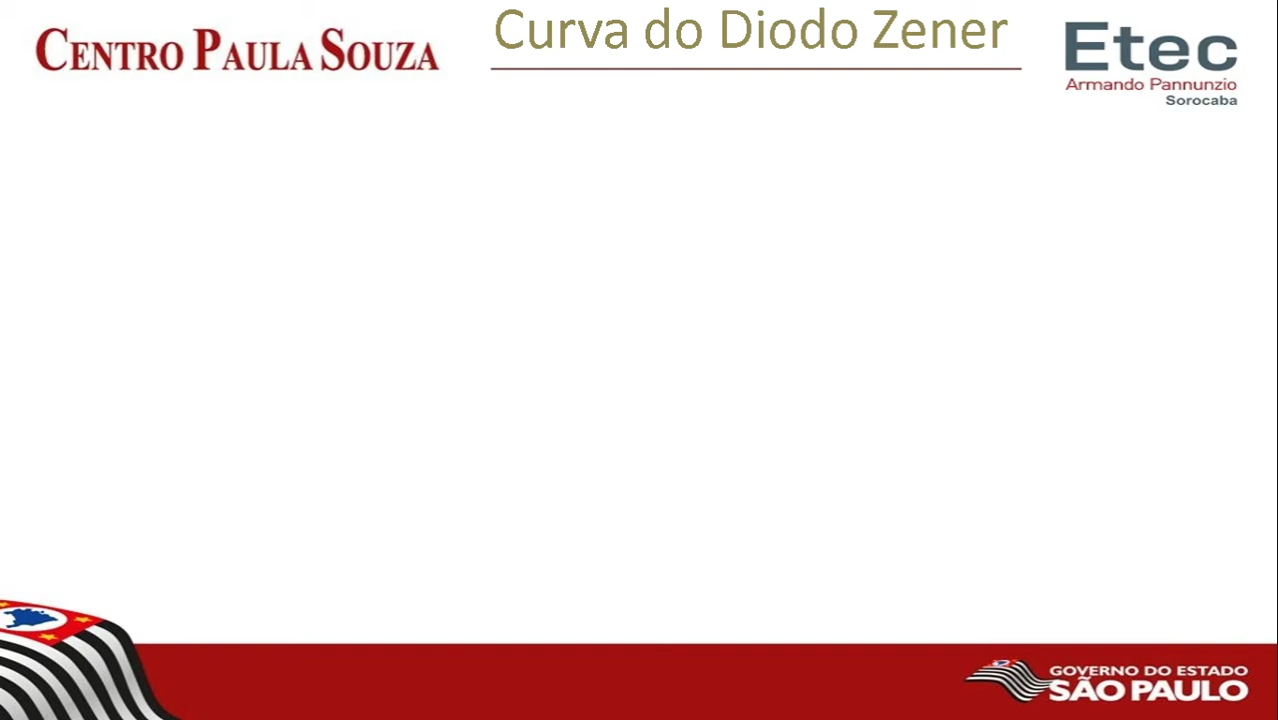 CENTRO PAULA SOUZA
Curva do Diodo Zener
Etec
Armando Pannunzio
Sorocaba
GOVERNO DO ESTADO
SÃO PAULO